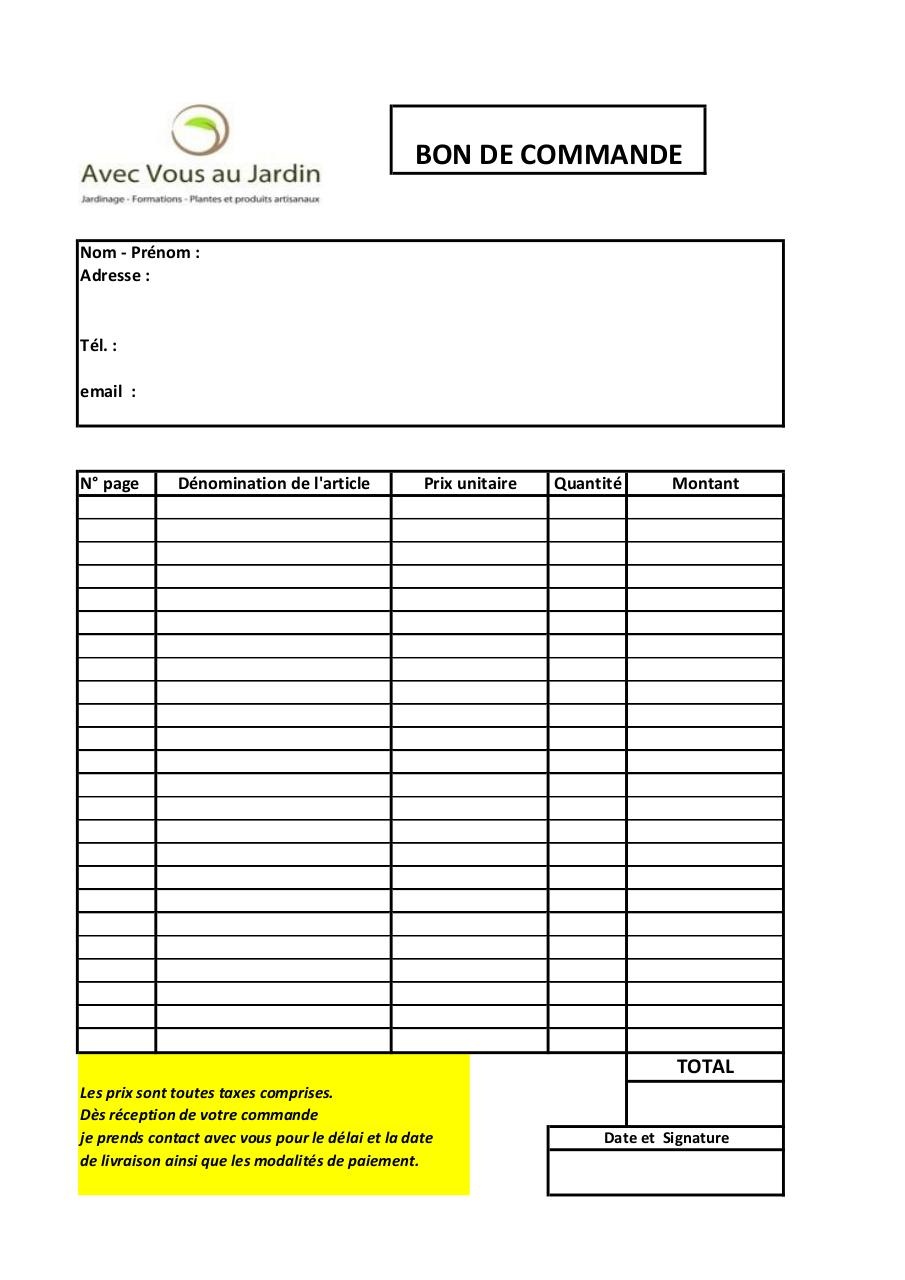 Avec Vous au Jardin
Jardinage - Formations - Plantes et produits artisanaux
BON DE COMMANDE
Nom - Prénom :
Adresse :
Tél. :
email  :
N° page Dénomination de l'article Prix unitaire Quantité Montant
TOTAL
Les prix sont toutes taxes comprises.
Dès réception de votre commande
je prends contact avec vous pour le délai et la date
de livraison ainsi que les modalités de paiement.
Date et  Signature